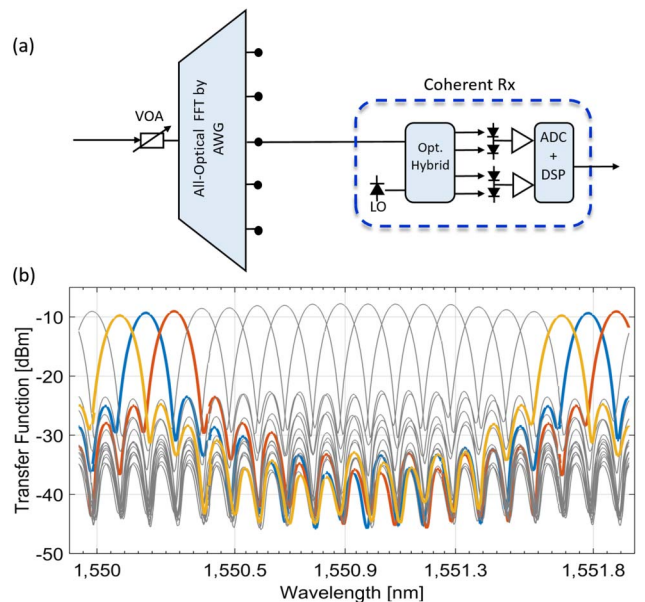 (a)
VOA
All-Optical FFT by
AWG
Coherent Rx
Opt.
Hybrid
LO
ADC
+
DSP
(b)
Transfer Function [dBm]
-10
-20
-30
-40
-50
1,550
1,550.5
1,550.9
1,551.3
1,551.8
Wavelength [nm]